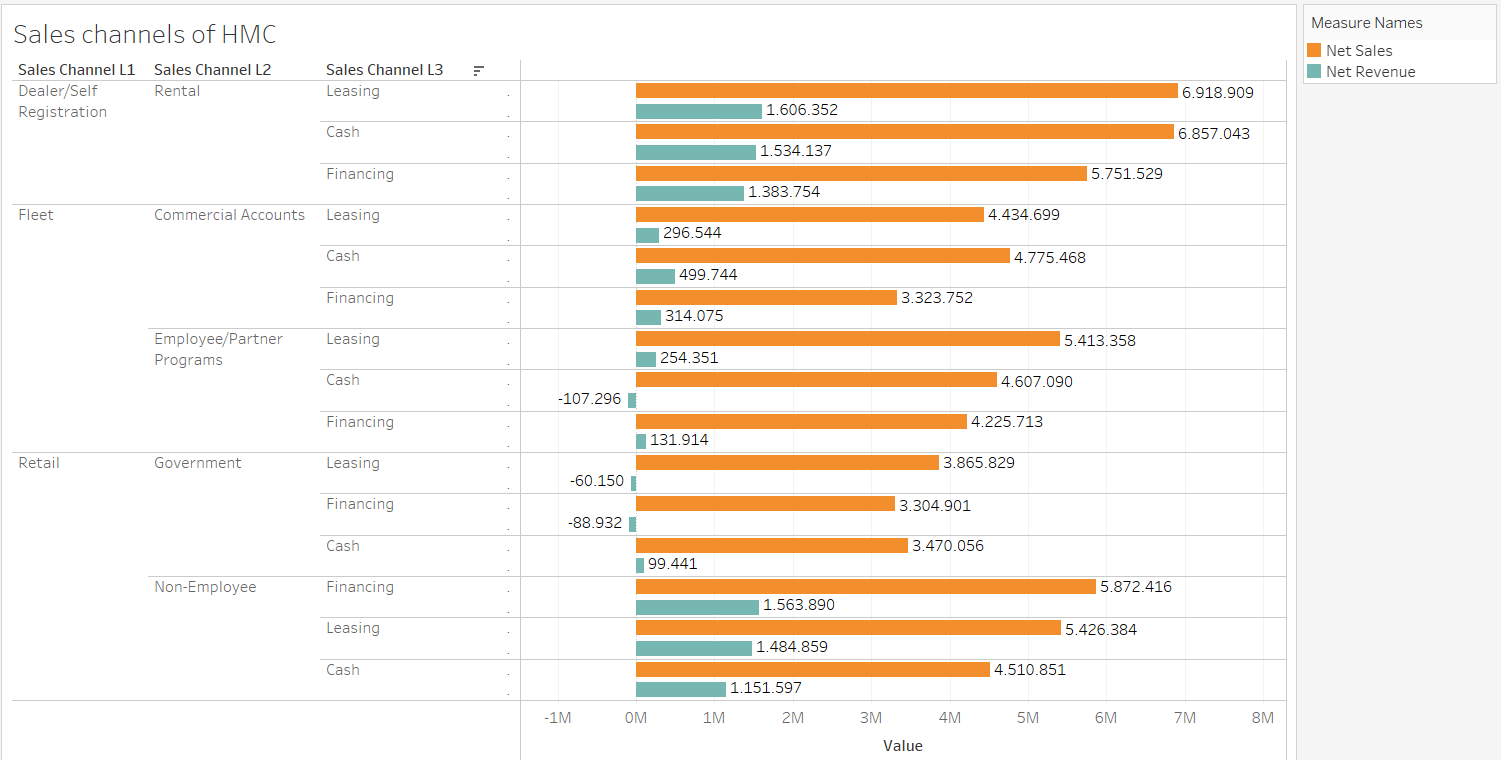 Sales channels of HMC
Measure Names
Net Sales
Net Revenue
Sales Channel L1 Sales Channel L2 Sales Channel L3
Dealer/Self Registration Rental Leasing 6.918.909
1.606.352
Cash 6.857.043
1.534.137
Financing 5.751.529
1.383.754
Fleet Commercial Accounts Leasing 4.434.699
296.544
Cash 4.775.468
499.744
Financing 3.323.752
314.075
Employee/Partner Programs Leasing 5.413.358
254.351
Cash 4.607.090
-107.296
Financing 4.225.713
131.914
Retail Government Leasing 3.865.829
-60.150
Financing 3.304.901
-88.932
Cash 3.470.056
99.441
Non-Employee Financing 5.872.416
1.563.890
Leasing 5.426.384
1.484.859
Cash 4.510.851
1.151.597
-1M 0M 1M 2M 3M 4M 5M 6M 7M 8M
Value